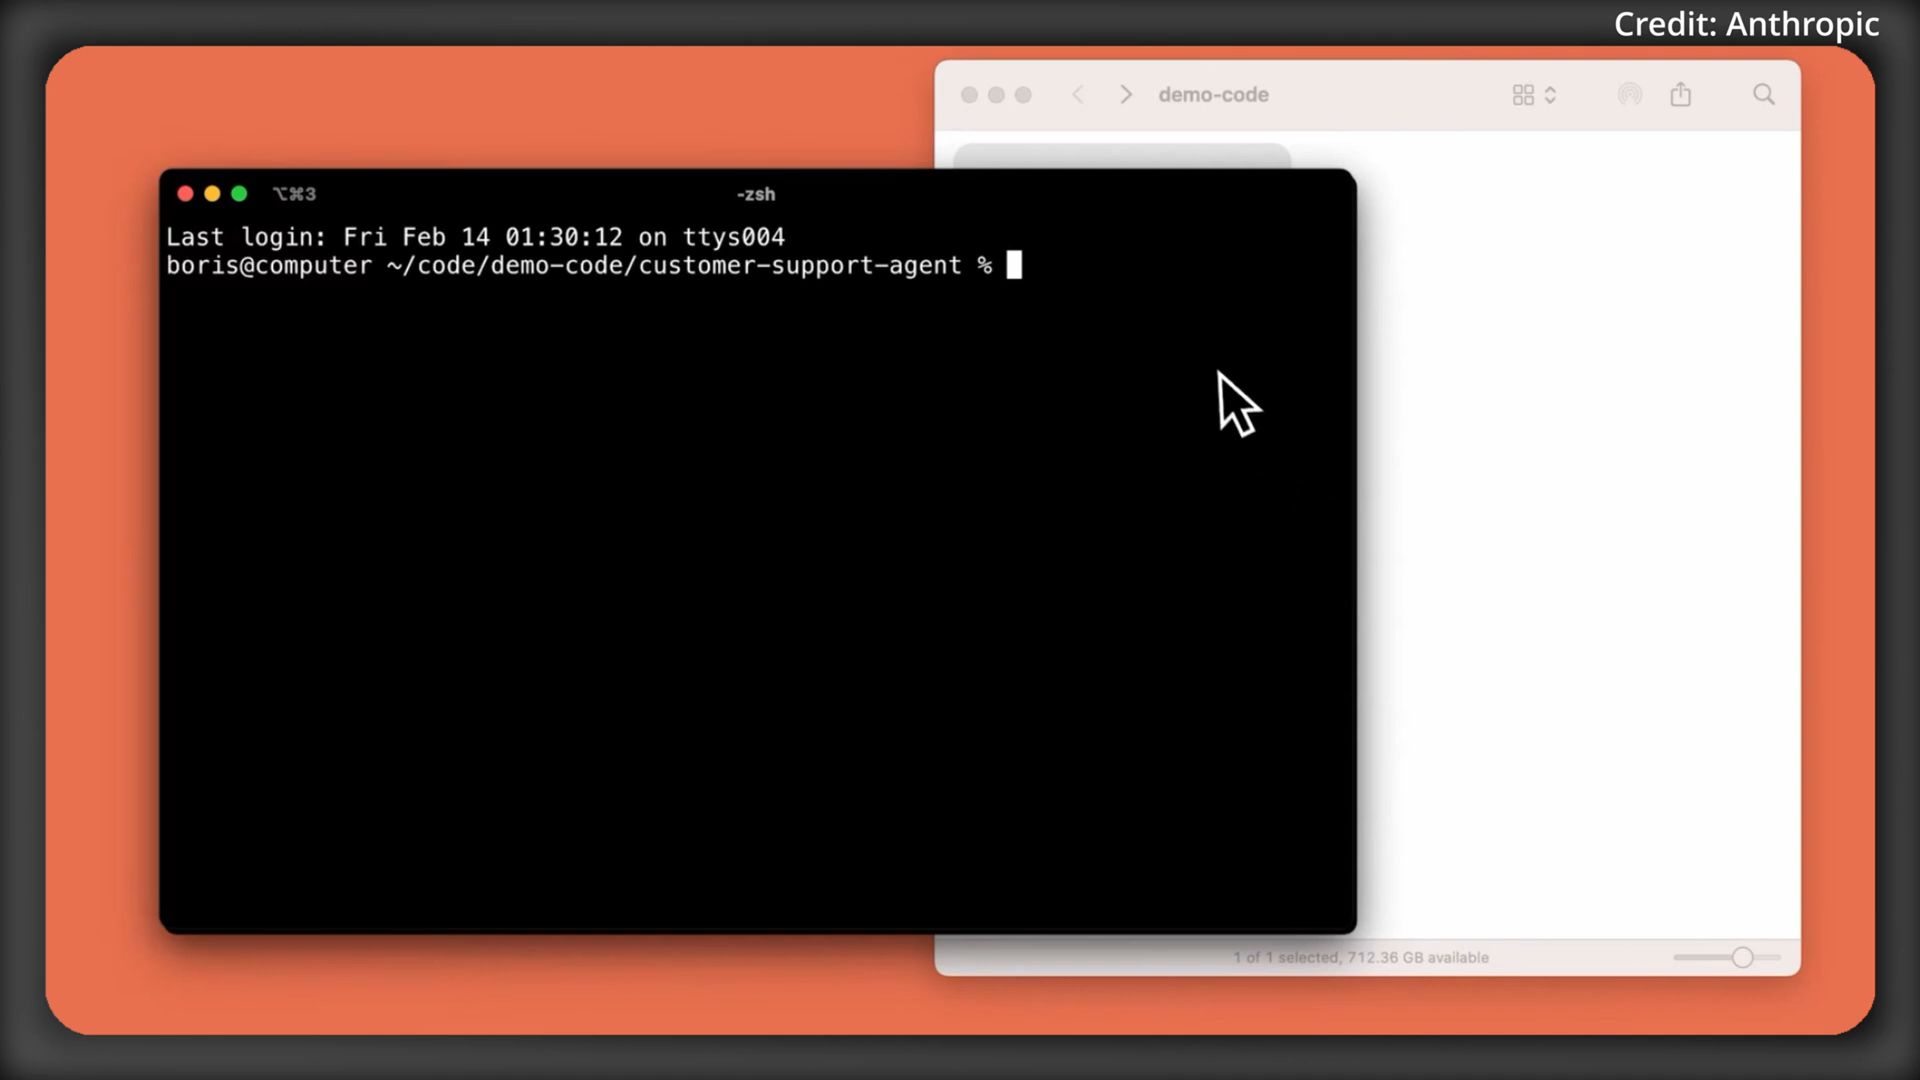 Credit: Anthropic
demo-code
⌥⌘3
-zsh
Last login: Fri Feb 14 01:30:12 on ttys004
boris@computer ~/code/demo-code/customer-support-agent %
1 of 1 selected, 712.36 GB available